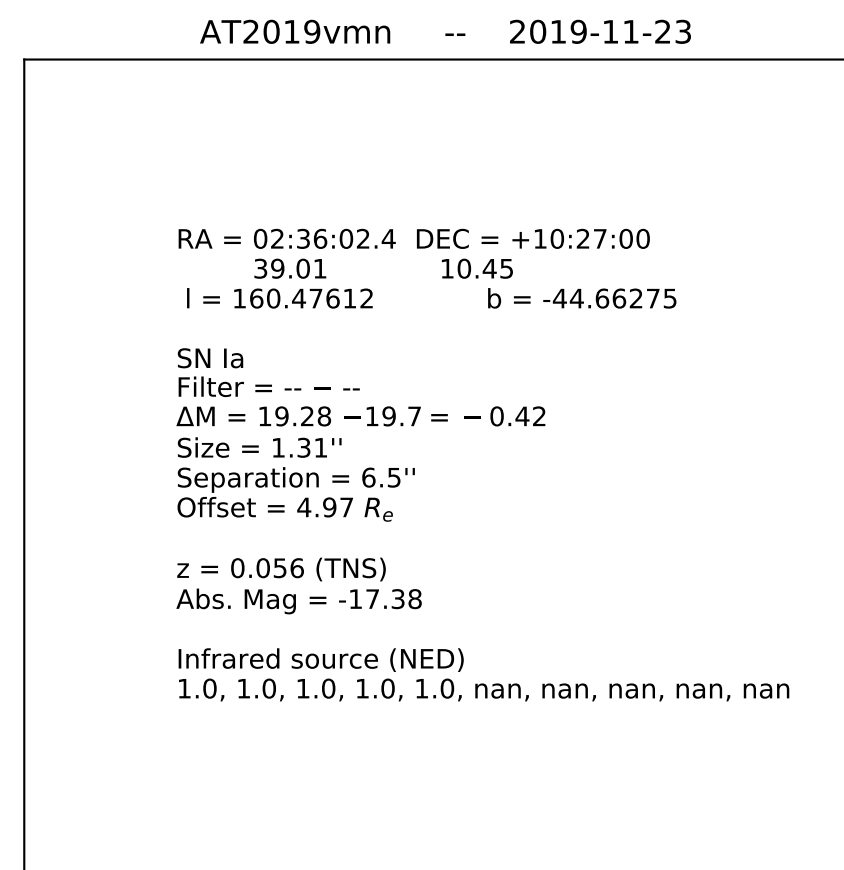 AT2019vmn -- 2019-11-23
RA = 02:36:02.4 DEC = +10:27:00
39.01 10.45
l = 160.47612 b = -44.66275
SN Ia
Filter = -- − --
ΔM = 19.28 −19.7 = −0.42
Size = 1.31''
Separation = 6.5''
Offset = 4.97 Rₑ
z = 0.056 (TNS)
Abs. Mag = -17.38
Infrared source (NED)
1.0, 1.0, 1.0, 1.0, 1.0, nan, nan, nan, nan, nan